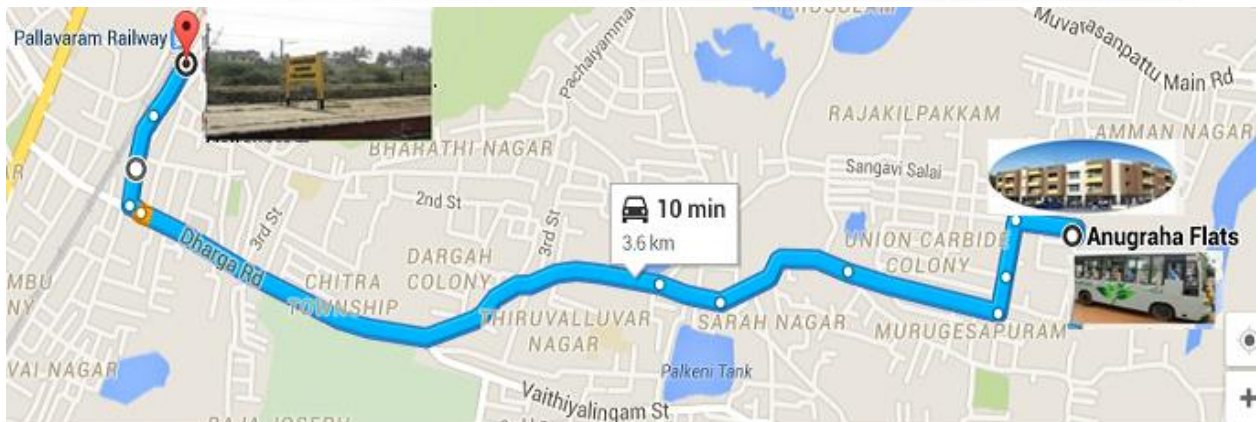 TRISULAM
Muvarasanpattu Main Rd
Pallavaram Railway
Pachaiyamman
RAJAKILPAKKAM
AMMAN NAGAR
BHARATHI NAGAR
Sangavi Salai
2nd St
10 min
3.6 km
3rd St
3rd St
Dharga Rd
DARGAH
COLONY
UNION CARBIDE
COLONY
Anugraha Flats
CHITRA
TOWNSHIP
THIRUVALLUVAR
NAGAR
SARAH NAGAR
MURUGESAPURAM
VAI NAGAR
Palkeni Tank
Vaithiyalingam St